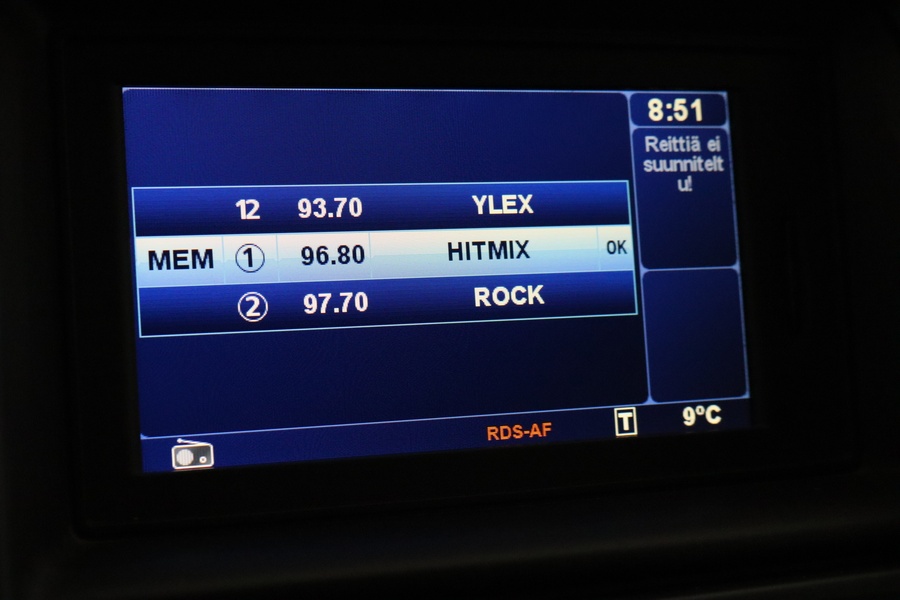 8:51
Reittiä ei
suunnitelt
u!
12 93.70 YLEX
MEM 1 96.80 HITMIX OK
2 97.70 ROCK
RDS-AF T 9°C